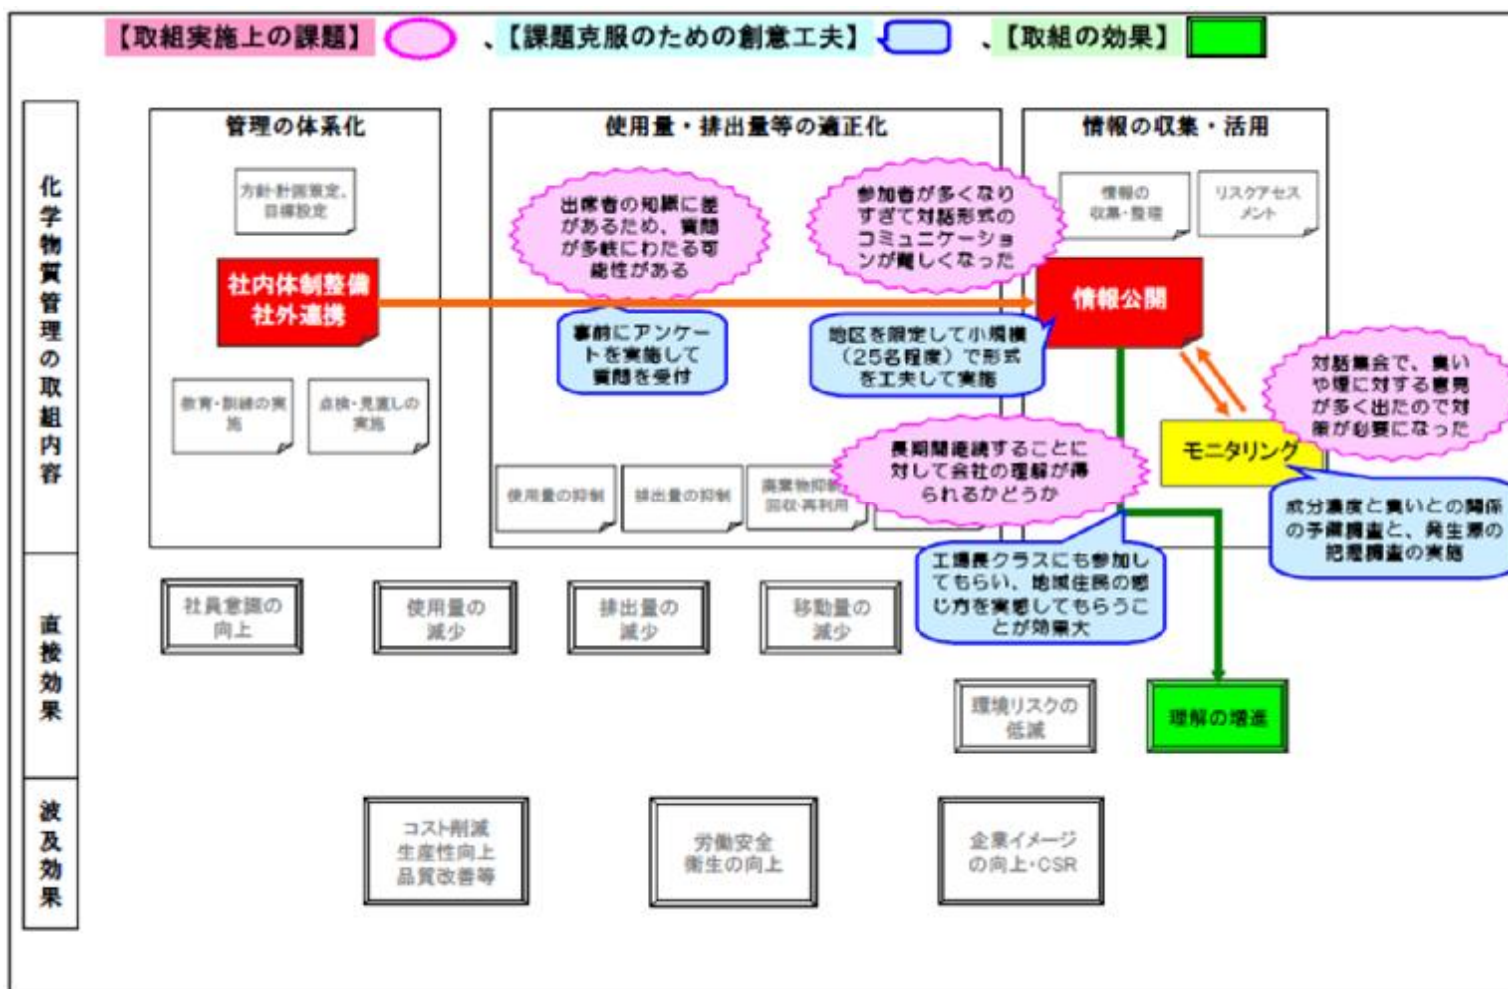 【取組実施上の課題】 、【課題克服のための創意工夫】 、【取組の効果】
化学物質管理の取組内容
管理の体系化
方針・計画策定、
目標設定
社内体制整備
社外連携
教育・訓練の実
施
点検・見直しの
実施
使用量・排出量等の適正化
出席者の知識に差
があるため、質問
が多岐にわたる可
能性がある
事前にアンケー
トを実施して
質問を受付
参加者が多くなり
すぎて対話形式の
コミュニケーショ
ンが難しくなった
地区を限定して小規模
(25名程度)で形式
を工夫して実施
使用量の抑制
排出量の抑制
廃棄物抑制
回収・再利用
情報の収集・活用
情報の
収集・整理
リスクアセス
メント
情報公開
対話集会で、臭い
や煙に対する意見
が多く出たので対
策が必要になった
モニタリング
成分濃度と臭いとの関係
の予備調査と、発生源の
把握調査の実施
長期間継続することに
対して会社の理解が得
られるかどうか
工場長クラスにも参加し
てもらい、地域住民の感
じ方を実感してもらうこ
とが効果大
直接効果
社員意識の
向上
使用量の
減少
排出量の
減少
移動量の
減少
環境リスクの
低減
理解の増進
波及効果
コスト削減
生産性向上
品質改善等
労働安全
衛生の向上
企業イメージ
の向上・CSR